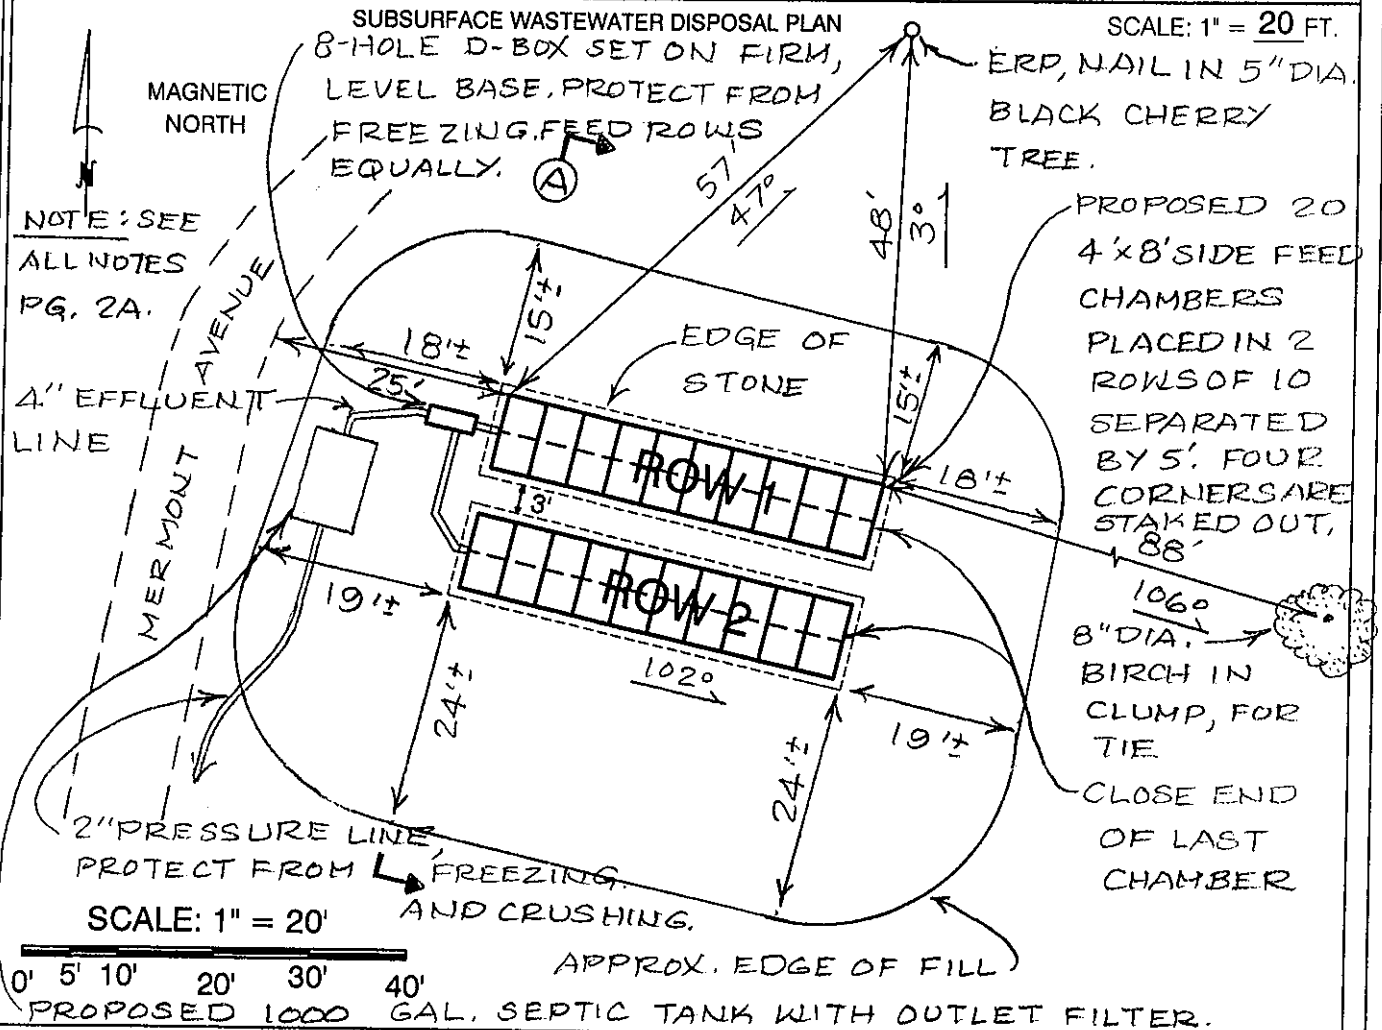 SUBSURFACE WASTEWATER DISPOSAL PLAN
SCALE: 1" = 20 FT.
8-HOLE D-BOX SET ON FIRM,
LEVEL BASE. PROTECT FROM
FREEZING. FEED ROWS
EQUALLY.
MAGNETIC
NORTH
N
A
ERP, NAIL IN 5" DIA.
BLACK CHERRY
TREE.
57'
47°
48'
3°
NOTE: SEE
ALL NOTES
PG. 2A.
PROPOSED 20
4'x8' SIDE FEED
CHAMBERS
PLACED IN 2
ROWS OF 10
SEPARATED
BY 5'. FOUR
CORNERS ARE
STAKED OUT.
MERMONT AVENUE
15'±
18'±
25'
EDGE OF
STONE
15'±
18'±
4" EFFLUENT
LINE
ROW 1
3'
88'
106°
ROW 2
19'±
102°
8" DIA.
BIRCH IN
CLUMP, FOR
TIE
24'±
24'±
19'±
CLOSE END
OF LAST
CHAMBER
2" PRESSURE LINE,
PROTECT FROM FREEZING
AND CRUSHING.
SCALE: 1" = 20'
0' 5' 10' 20' 30' 40'
APPROX. EDGE OF FILL
PROPOSED 1000 GAL. SEPTIC TANK WITH OUTLET FILTER.